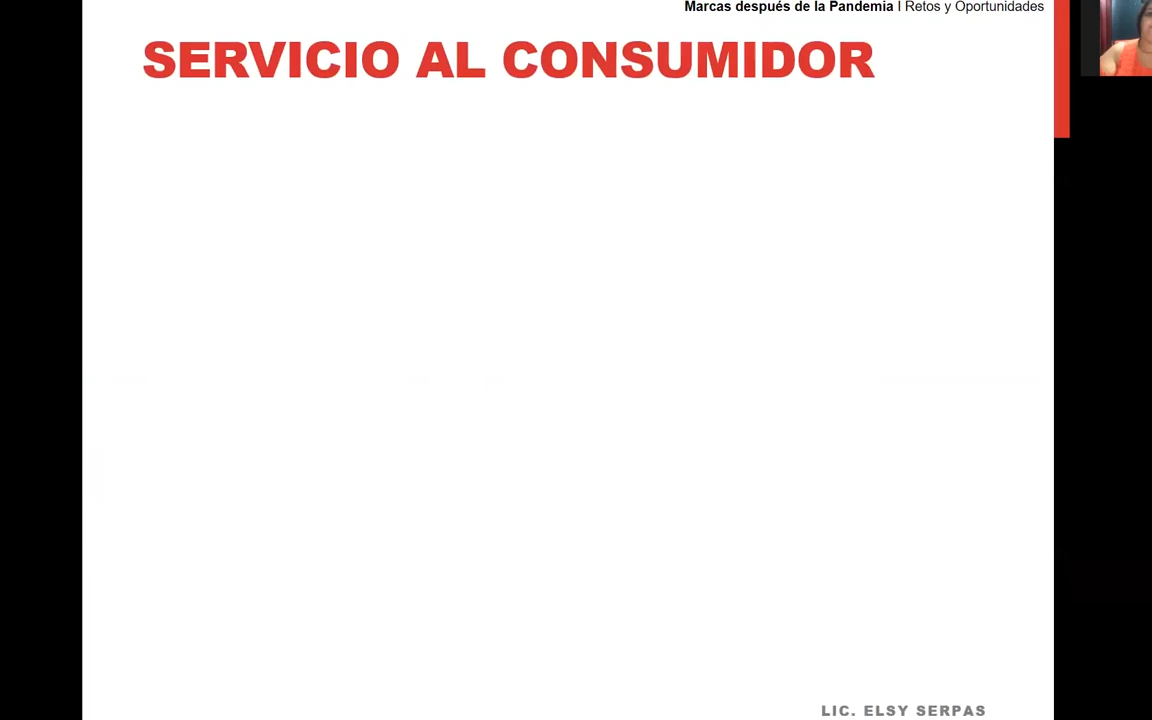 Marcas después de la Pandemia I Retos y Oportunidades
SERVICIO AL CONSUMIDOR
LIC. ELSY SERPAS